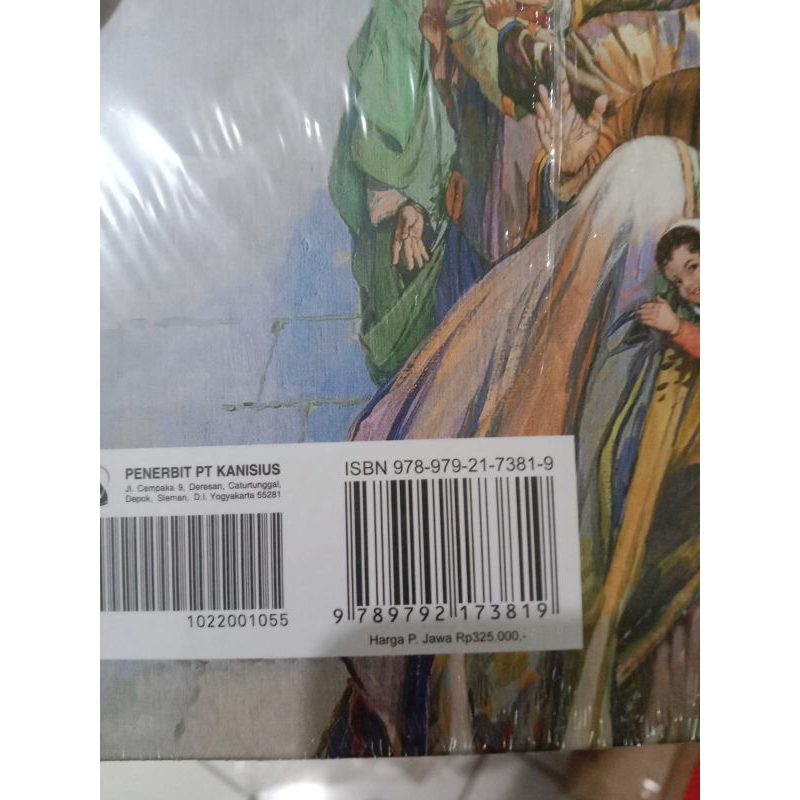 PENERBIT PT KANISIUS
Jl. Cempaka 9, Deresan, Caturtunggal,
Depok, Sleman, D.I. Yogyakarta 55281
1022001055
ISBN 978-979-21-7381-9
9 789792 173819
Harga P. Jawa Rp325.000,-